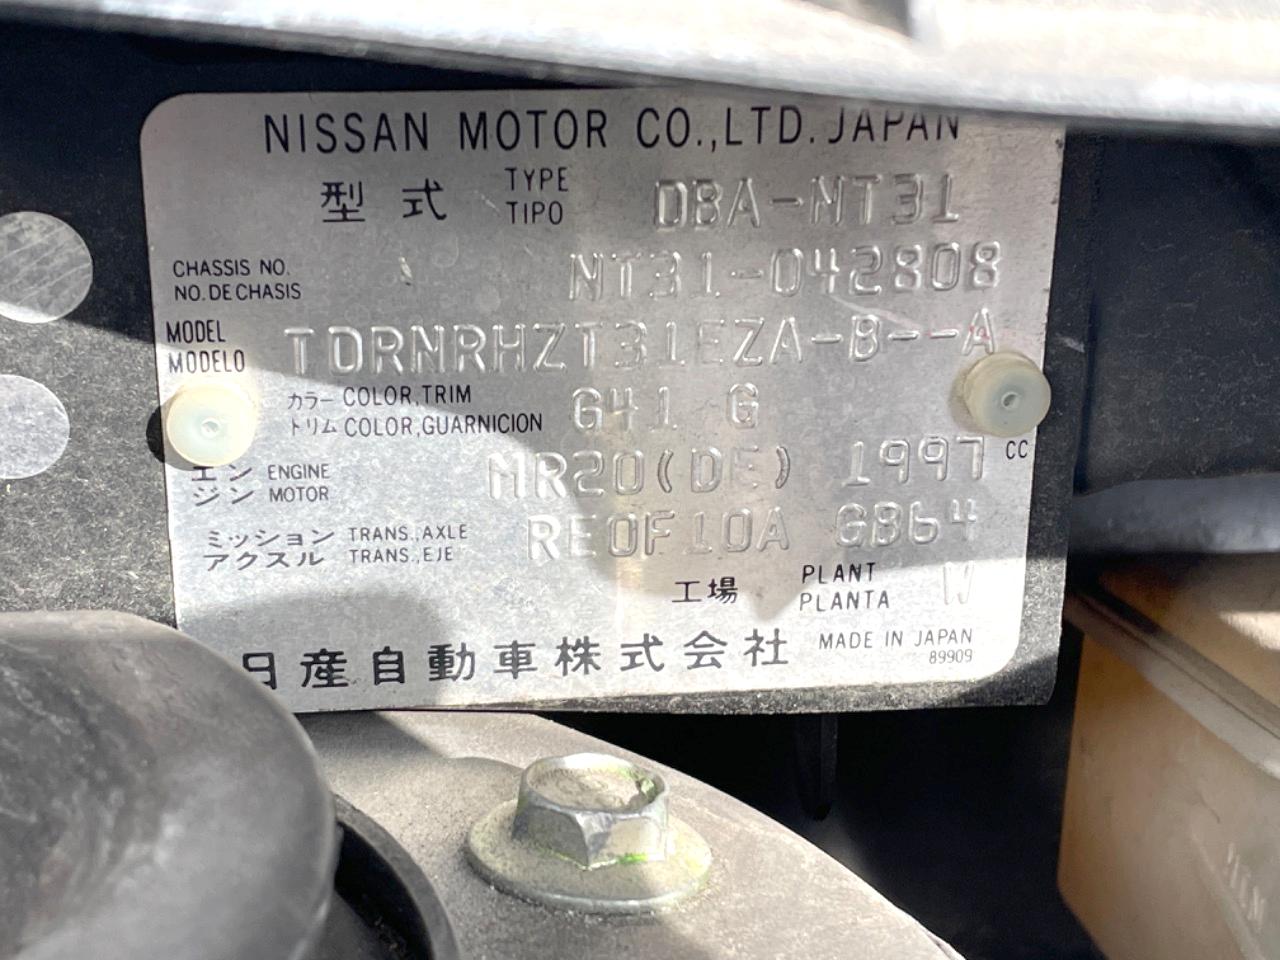 NISSAN MOTOR CO.,LTD. JAPAN
型式 TYPE DBA-NT31
TIPO
CHASSIS NO. NT31-042808
NO. DE CHASIS
MODEL TDRNRHZT31EZA-B--A
MODELO
カラー COLOR,TRIM G41 G
トリム COLOR,GUARNICION
エン ENGINE MR20(DE) 1997 CC
ジン MOTOR
ミッション TRANS.,AXLE RE0F10A GB64
アクスル TRANS.,EJE
工場 PLANT W
PLANTA
日産自動車株式会社 MADE IN JAPAN
89909